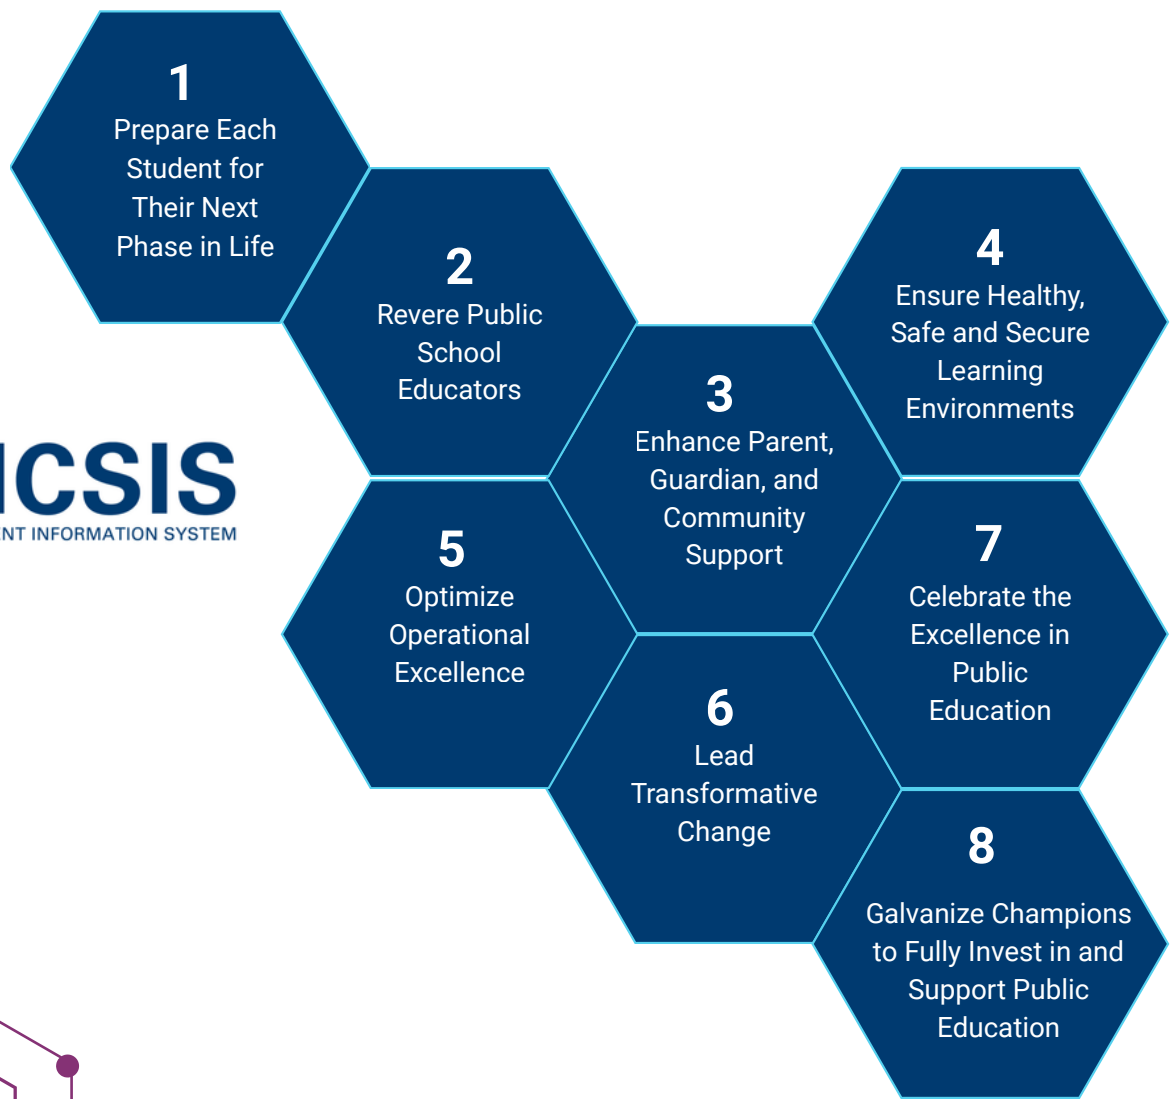 1
Prepare Each
Student for
Their Next
Phase in Life
2
Revere Public
School
Educators
3
Enhance Parent,
Guardian, and
Community
Support
4
Ensure Healthy,
Safe and Secure
Learning
Environments
CSIS
INFORMATION SYSTEM
5
Optimize
Operational
Excellence
6
Lead
Transformative
Change
7
Celebrate the
Excellence in
Public
Education
8
Galvanize Champions
to Fully Invest in and
Support Public
Education